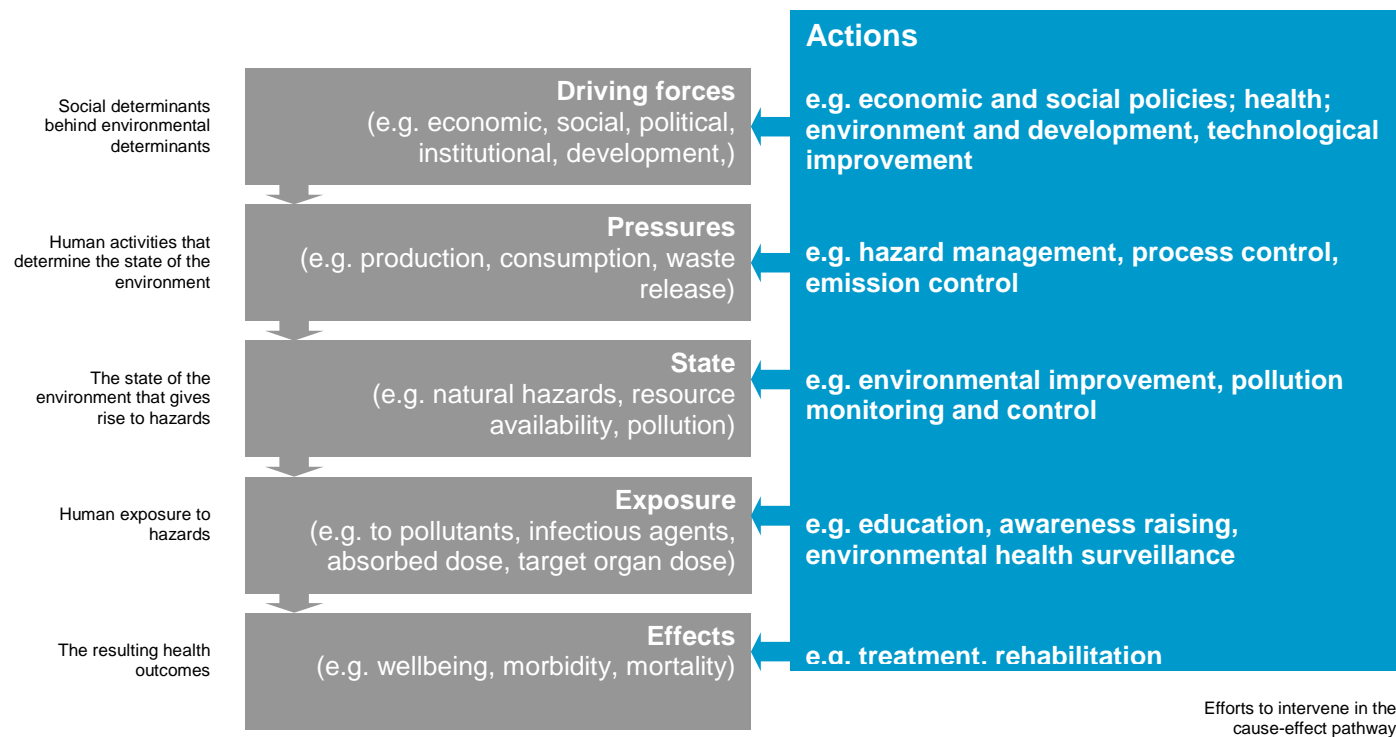 Actions
Social determinants
behind environmental
determinants
Driving forces
(e.g. economic, social, political,
institutional, development,)
e.g. economic and social policies; health;
environment and development, technological
improvement
Human activities that
determine the state of the
environment
Pressures
(e.g. production, consumption, waste
release)
e.g. hazard management, process control,
emission control
The state of the
environment that gives
rise to hazards
State
(e.g. natural hazards, resource
availability, pollution)
e.g. environmental improvement, pollution
monitoring and control
Human exposure to
hazards
Exposure
(e.g. to pollutants, infectious agents,
absorbed dose, target organ dose)
e.g. education, awareness raising,
environmental health surveillance
The resulting health
outcomes
Effects
(e.g. wellbeing, morbidity, mortality)
e.g. treatment, rehabilitation
Efforts to intervene in the
cause-effect pathway